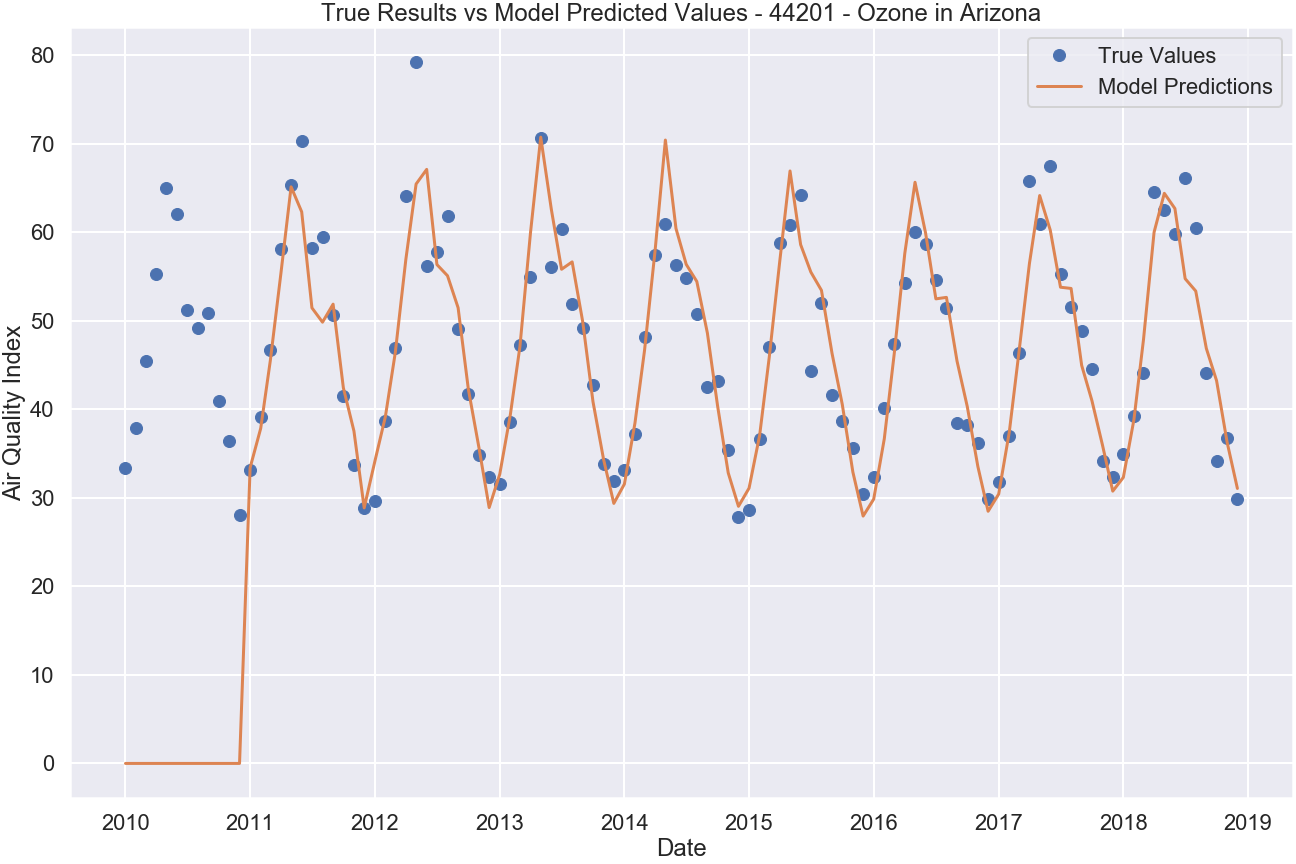 True Results vs Model Predicted Values - 44201 - Ozone in Arizona
True Values
Model Predictions
Air Quality Index
80
70
60
50
40
30
20
10
0
2010 2011 2012 2013 2014 2015 2016 2017 2018 2019
Date